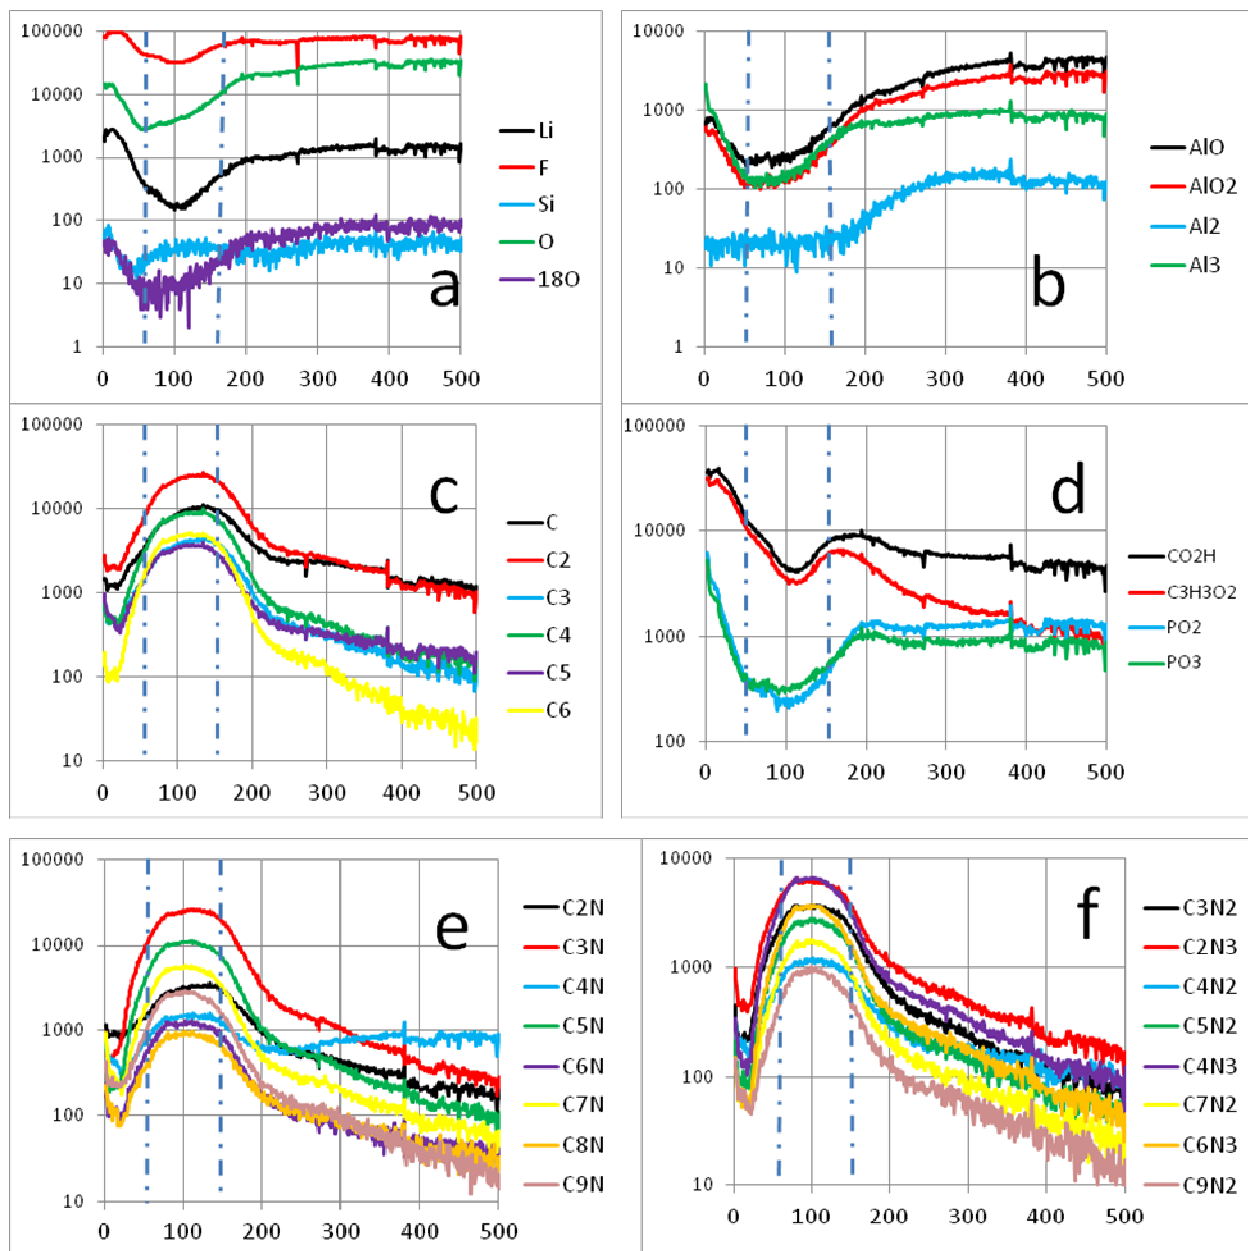 100000
10000
1000
100
10
1
0 100 200 300 400 500
a
Li
F
Si
O
18O
10000
1000
100
10
1
0 100 200 300 400 500
b
AlO
AlO2
Al2
Al3
100000
10000
1000
100
10
0 100 200 300 400 500
c
C
C2
C3
C4
C5
C6
100000
10000
1000
100
0 100 200 300 400 500
d
CO2H
C3H3O2
PO2
PO3
100000
10000
1000
100
10
0 100 200 300 400 500
e
C2N
C3N
C4N
C5N
C6N
C7N
C8N
C9N
10000
1000
100
10
0 100 200 300 400 500
f
C3N2
C2N3
C4N2
C5N2
C4N3
C7N2
C6N3
C9N2